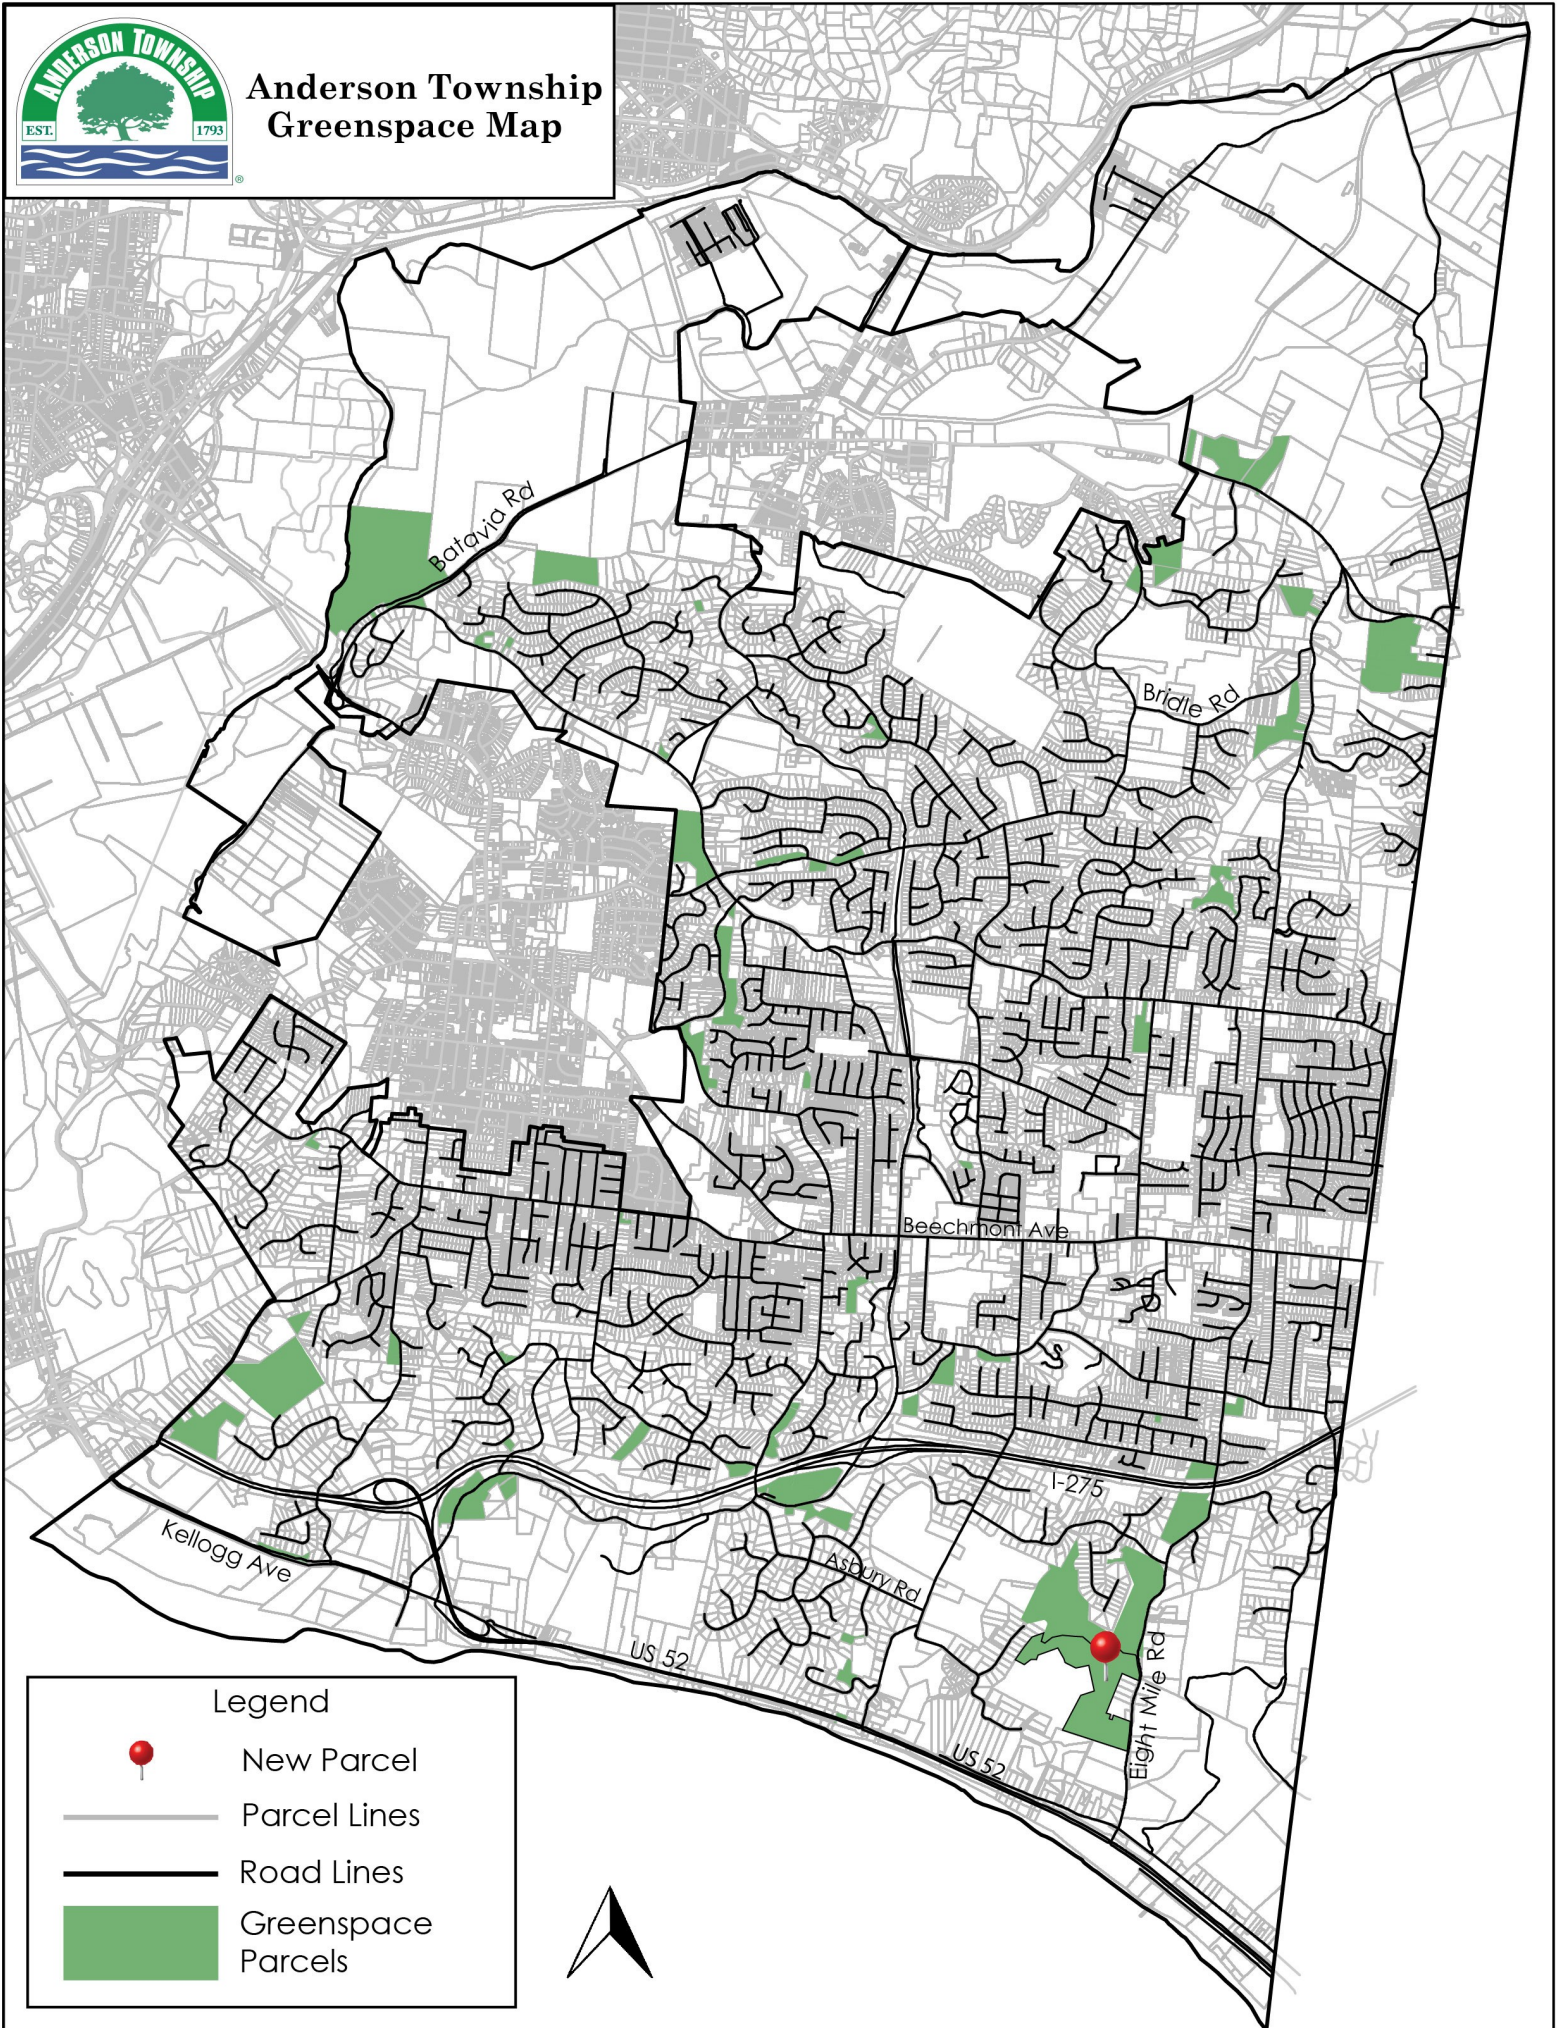 ANDERSON TOWNSHIP
EST. 1793
®
Anderson Township
Greenspace Map
Batavia Rd
Bridle Rd
Beechmont Ave
I-275
Kellogg Ave
Asbury Rd
US 52
Eight Mile Rd
US 52
Legend
New Parcel
Parcel Lines
Road Lines
Greenspace
Parcels